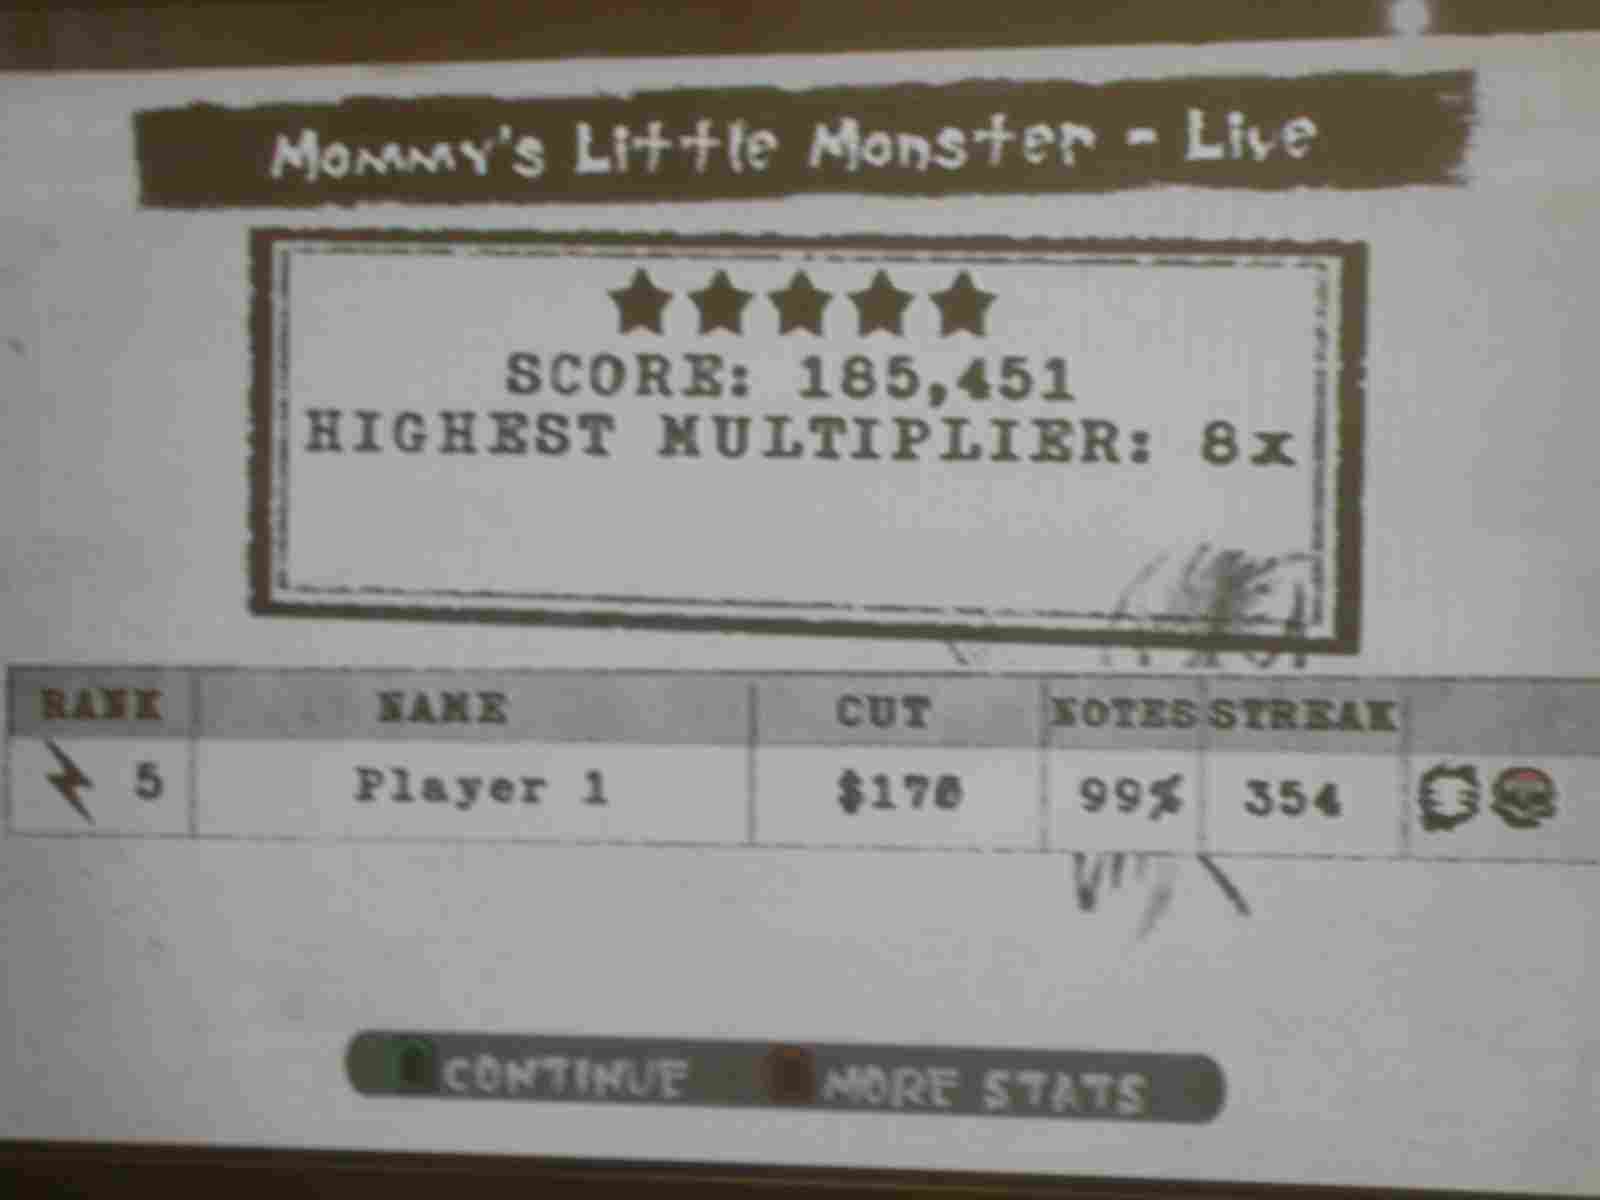 Mommy's Little Monster - Live
SCORE: 185,451
HIGHEST MULTIPLIER: 8x
RANK NAME CUT NOTES STREAK
5 Player 1 99% 354
CONTINUE MORE STATS